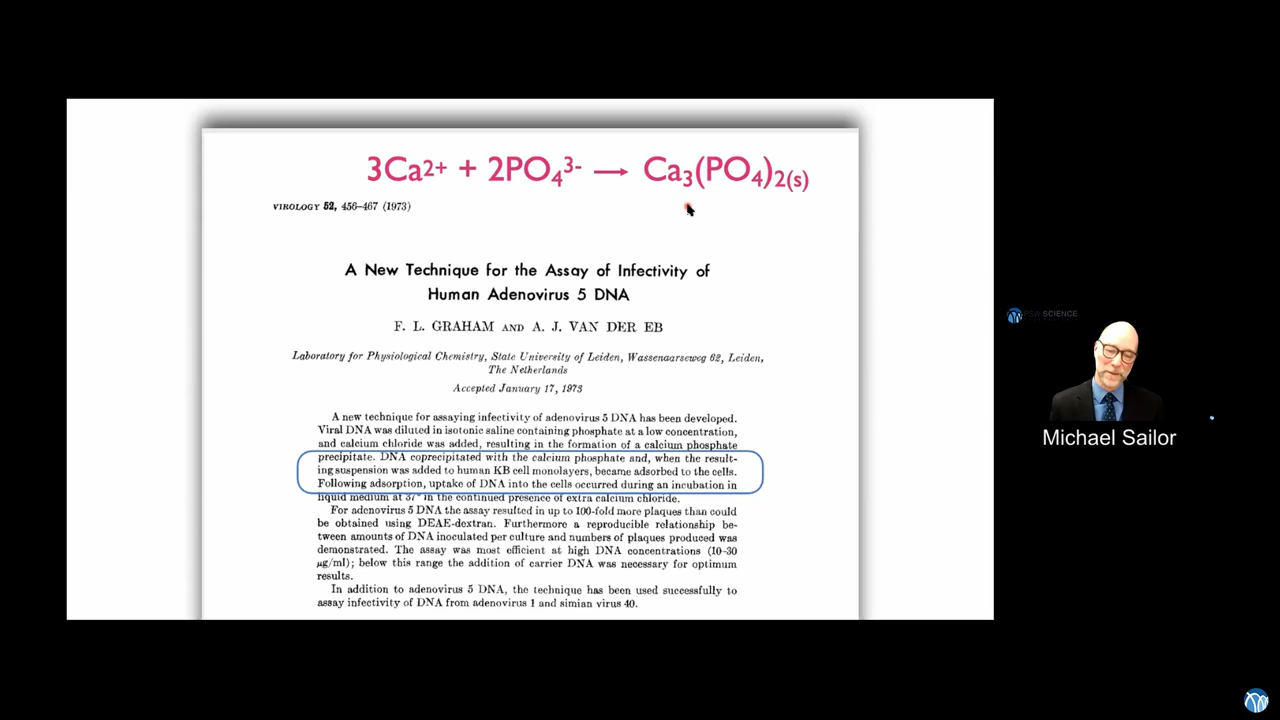 3Ca2+ + 2PO43- → Ca3(PO4)2(s)
VIROLOGY 52, 456–467 (1973)
A New Technique for the Assay of Infectivity of
Human Adenovirus 5 DNA
F. L. GRAHAM AND A. J. VAN DER EB
Laboratory for Physiological Chemistry, State University of Leiden, Wassenaarseweg 62, Leiden,
The Netherlands
Accepted January 17, 1973
A new technique for assaying infectivity of adenovirus 5 DNA has been developed.
Viral DNA was diluted in isotonic saline containing phosphate at a low concentration,
and calcium chloride was added, resulting in the formation of a calcium phosphate
precipitate. DNA coprecipitated with the calcium phosphate and, when the result-
ing suspension was added to human KB cell monolayers, became adsorbed to the cells.
Following adsorption, uptake of DNA into the cells occurred during an incubation in
liquid medium at 37° in the continued presence of extra calcium chloride.
For adenovirus 5 DNA the assay resulted in up to 100-fold more plaques than could
be obtained using DEAE-dextran. Furthermore a reproducible relationship be-
tween amounts of DNA inoculated per culture and numbers of plaques produced was
demonstrated. The assay was most efficient at high DNA concentrations (10–30
μg/ml); below this range the addition of carrier DNA was necessary for optimum
results.
In addition to adenovirus 5 DNA, the technique has been used successfully to
assay infectivity of DNA from adenovirus 1 and simian virus 40.
PSW SCIENCE
Michael Sailor